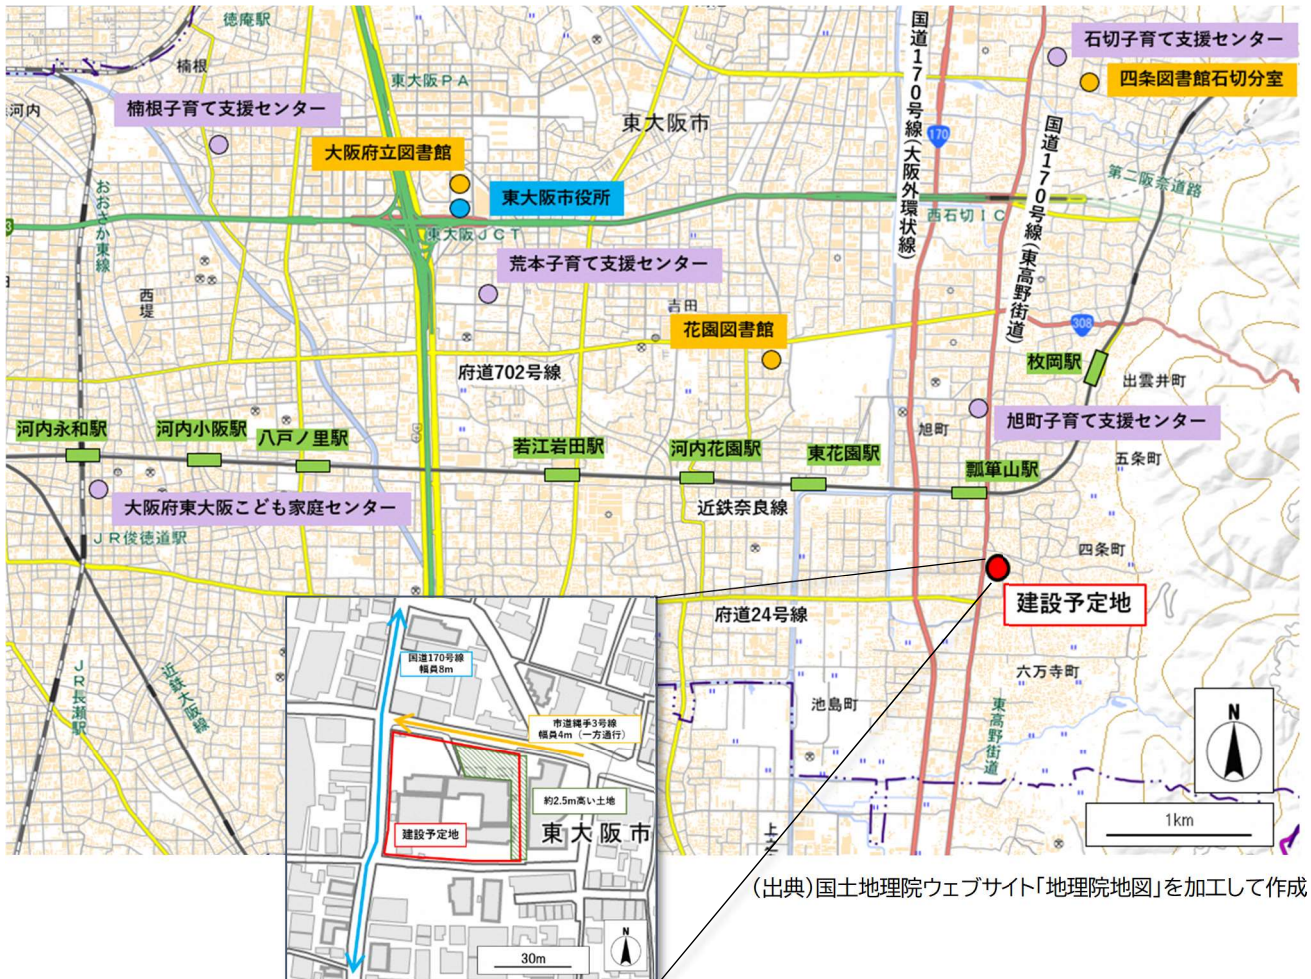 徳庵駅
楠根
河内
楠根子育て支援センター
東大阪PA
大阪府立図書館
東大阪市役所
東大阪市
国道170号線(大阪外環状線)
170
国道170号線(東高野街道)
石切子育て支援センター
四条図書館石切分室
第二阪奈道路
西石切IC
おおさか東線
東大阪JCT
西堤
荒本子育て支援センター
吉田
花園図書館
308
枚岡駅
出雲井町
府道702号線
旭町
旭町子育て支援センター
五条町
河内永和駅
河内小阪駅
八戸ノ里駅
若江岩田駅
河内花園駅
東花園駅
瓢箪山駅
近鉄奈良線
大阪府東大阪こども家庭センター
JR俊徳道駅
四条町
建設予定地
府道24号線
六万寺町
池島町
東高野街道
JR長瀬駅
近鉄大阪線
国道170号線
幅員8m
市道縄手3号線
幅員4m(一方通行)
約2.5m高い土地
建設予定地
東大阪市
30m
N
N
1km
(出典)国土地理院ウェブサイト「地理院地図」を加工して作成